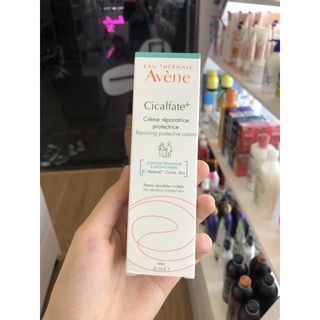 EAU THERMALE
Avène
Cicalfate+
Crème réparatrice
protectrice
Repairing protective cream
Peaux sensibles irritées
For sensitive irritated skin
40 ml ℮